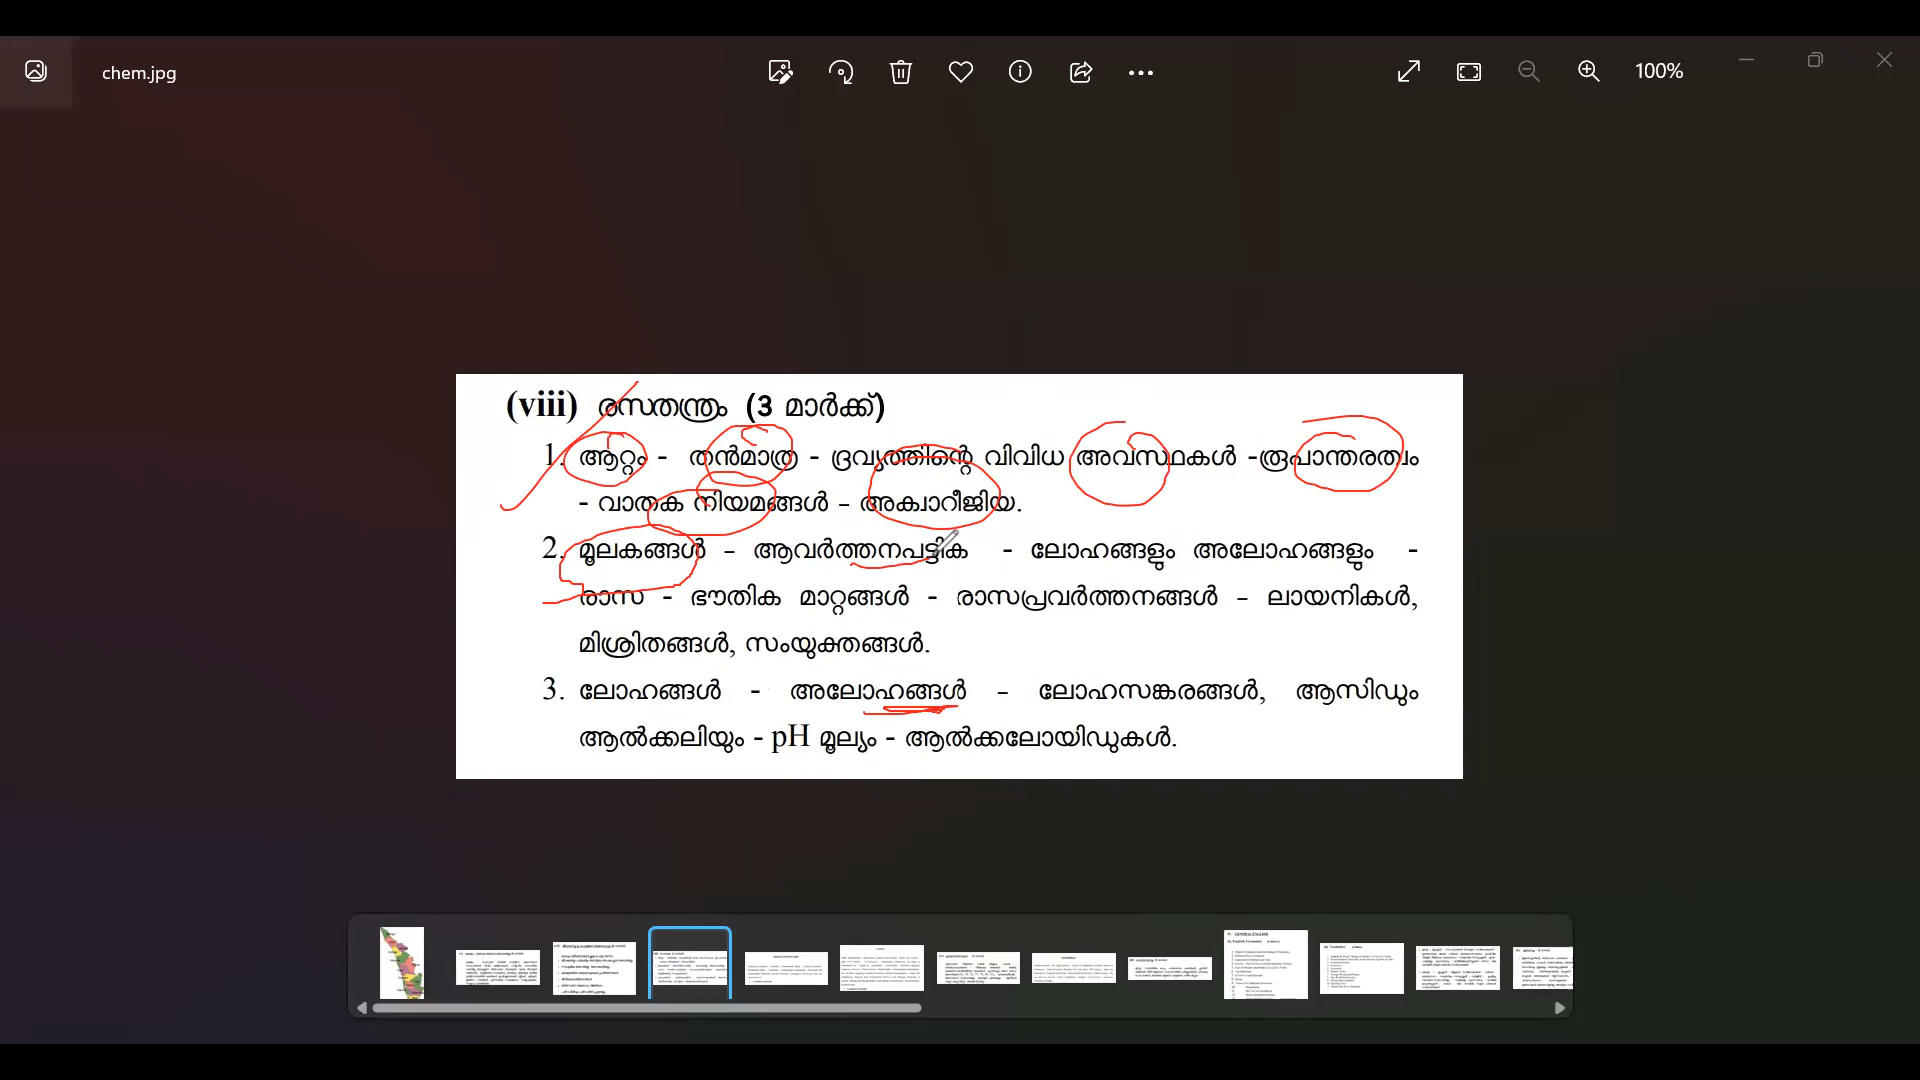 chem.jpg
100%
(viii) രസതന്ത്രം (3 മാർക്ക്)
1. ആറ്റം - തൻമാത്ര - ദ്രവ്യത്തിന്റെ വിവിധ അവസ്ഥകൾ -രൂപാന്തരത്വം
- വാതക നിയമങ്ങൾ – അക്വാറീജിയ.
2. മൂലകങ്ങൾ – ആവർത്തനപട്ടിക - ലോഹങ്ങളും അലോഹങ്ങളും -
രാസ - ഭൗതിക മാറ്റങ്ങൾ - രാസപ്രവർത്തനങ്ങൾ – ലായനികൾ,
മിശ്രിതങ്ങൾ, സംയുക്തങ്ങൾ.
3. ലോഹങ്ങൾ - അലോഹങ്ങൾ – ലോഹസങ്കരങ്ങൾ, ആസിഡും
ആൽക്കലിയും - pH മൂല്യം - ആൽക്കലോയിഡുകൾ.